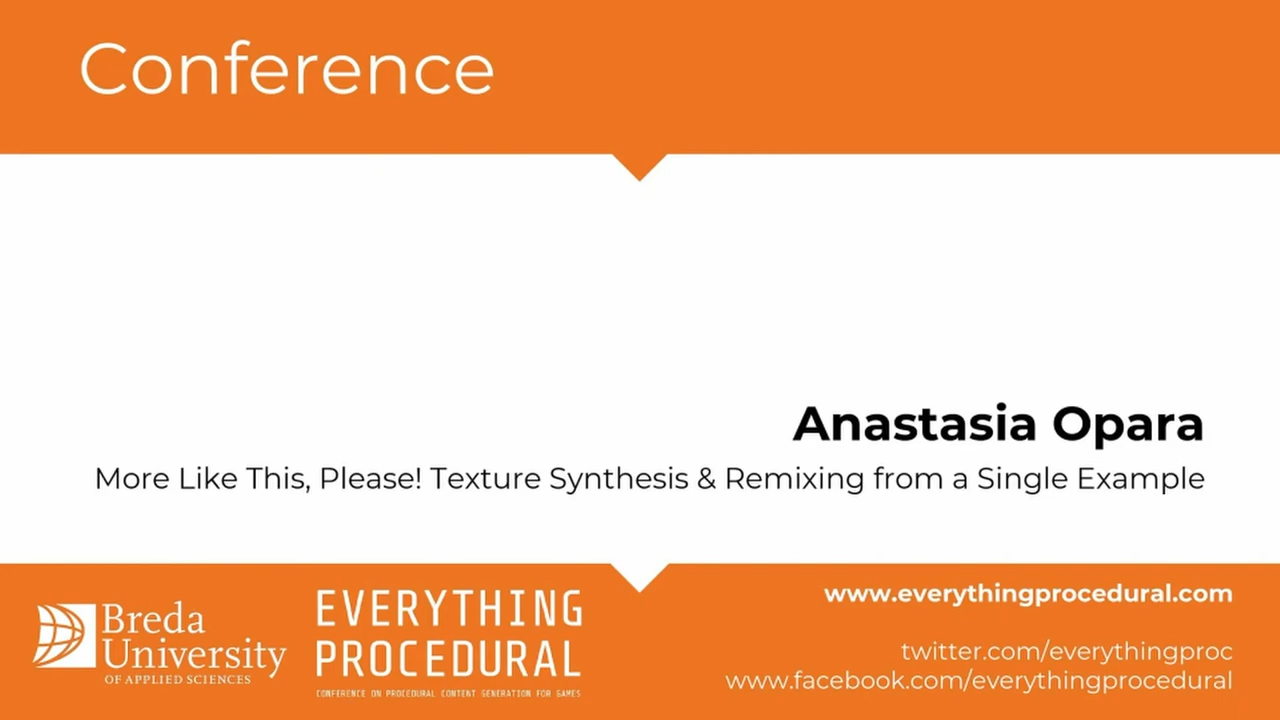 Conference
Anastasia Opara
More Like This, Please! Texture Synthesis & Remixing from a Single Example
Breda
University
OF APPLIED SCIENCES
EVERYTHING
PROCEDURAL
CONFERENCE ON PROCEDURAL CONTENT GENERATION FOR GAMES
www.everythingprocedural.com
twitter.com/everythingproc
www.facebook.com/everythingprocedural